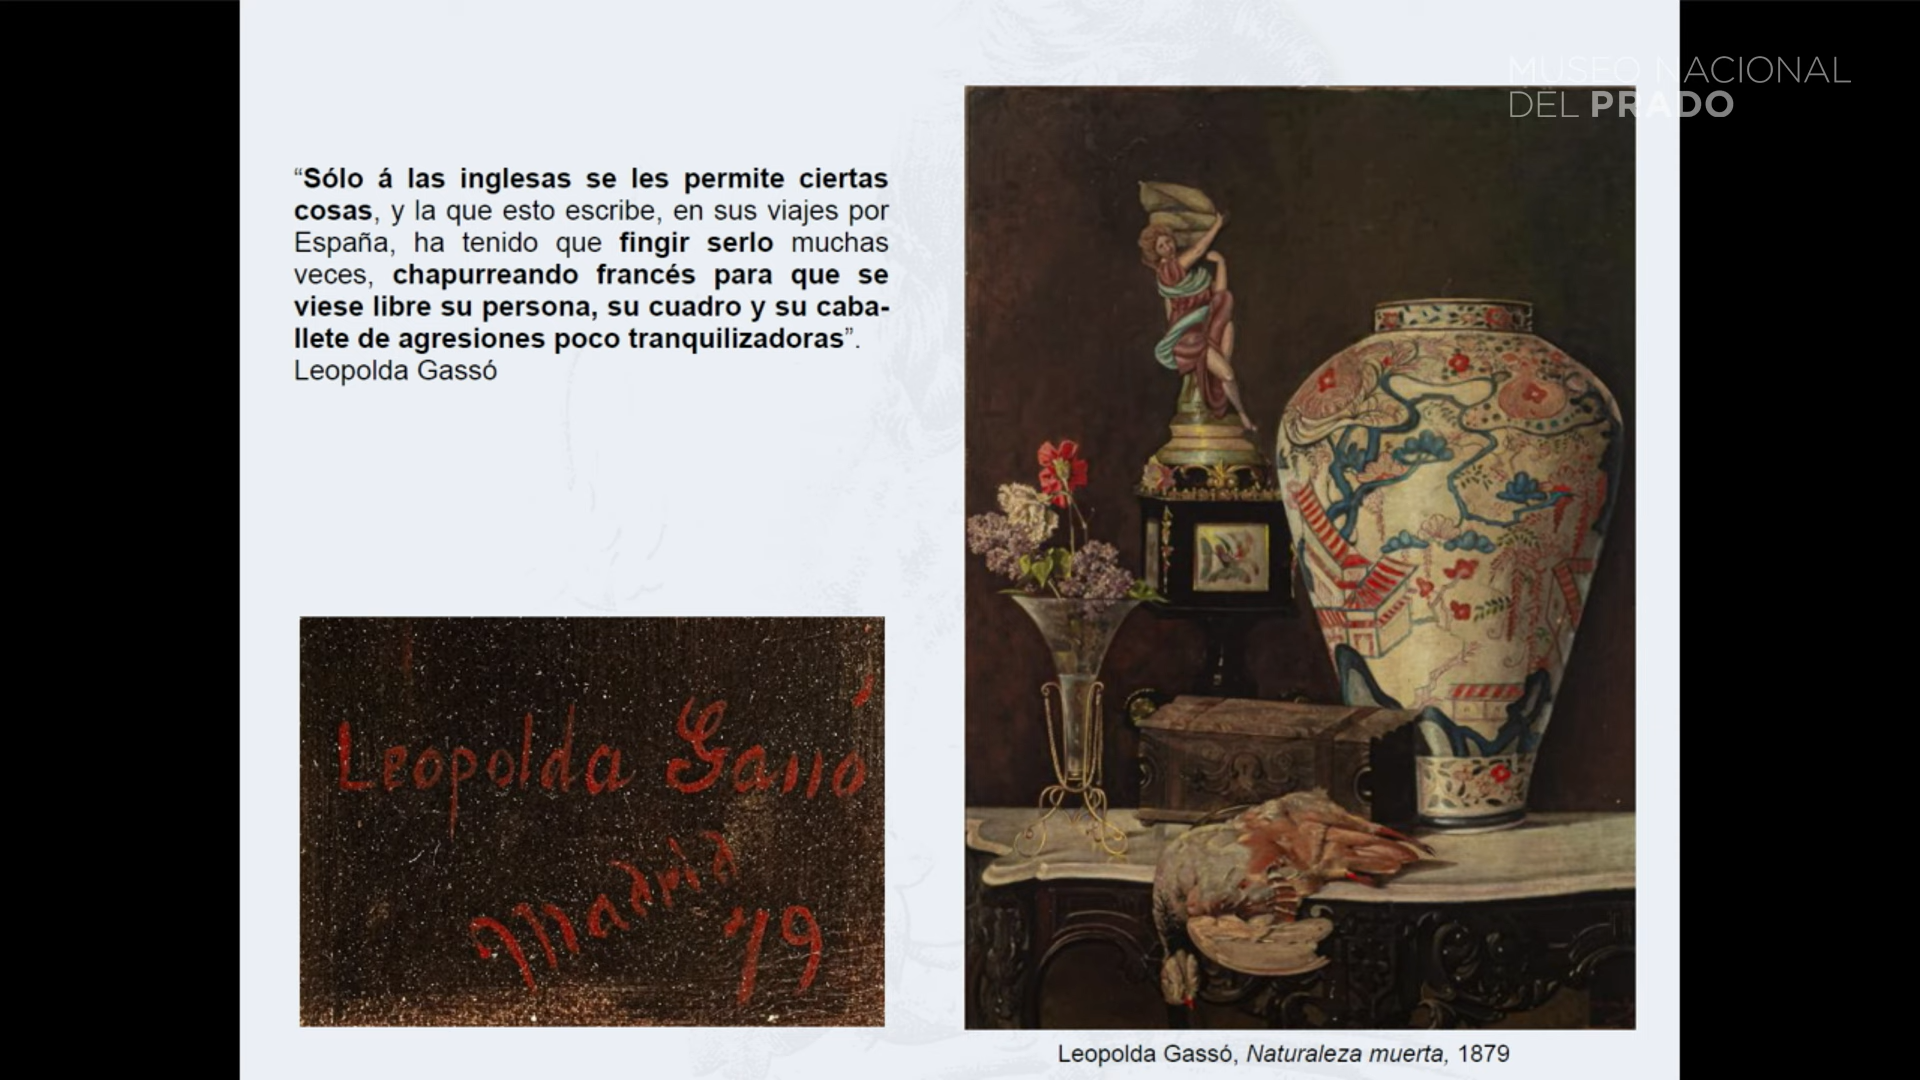 MUSEO NACIONAL
DEL PRADO
“Sólo á las inglesas se les permite ciertas
cosas, y la que esto escribe, en sus viajes por
España, ha tenido que fingir serlo muchas
veces, chapurreando francés para que se
viese libre su persona, su cuadro y su caba-
llete de agresiones poco tranquilizadoras”.
Leopolda Gassó
Leopolda Gassó
Madrid
79
Leopolda Gassó, Naturaleza muerta, 1879